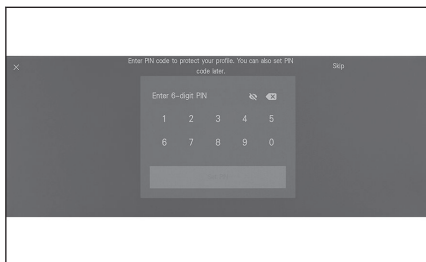 Enter PIN code to protect your profile. You can also set PIN
code later.
Skip
Enter 6-digit PIN
1 2 3 4 5
6 7 8 9 0